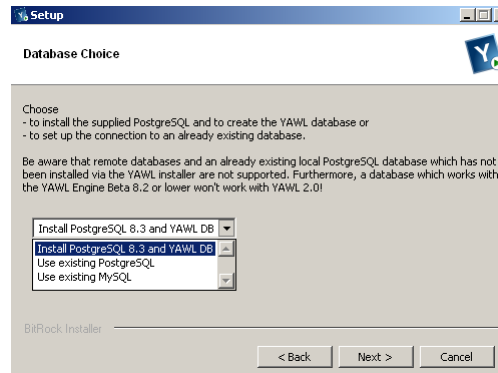 Setup
Database Choice
Y
Choose
- to install the supplied PostgreSQL and to create the YAWL database or
- to set up the connection to an already existing database.
Be aware that remote databases and an already existing local PostgreSQL database which has not
been installed via the YAWL installer are not supported. Furthermore, a database which works with
the YAWL Engine Beta 8.2 or lower won't work with YAWL 2.0!
Install PostgreSQL 8.3 and YAWL DB
Install PostgreSQL 8.3 and YAWL DB
Use existing PostgreSQL
Use existing MySQL
BitRock Installer
< Back Next > Cancel